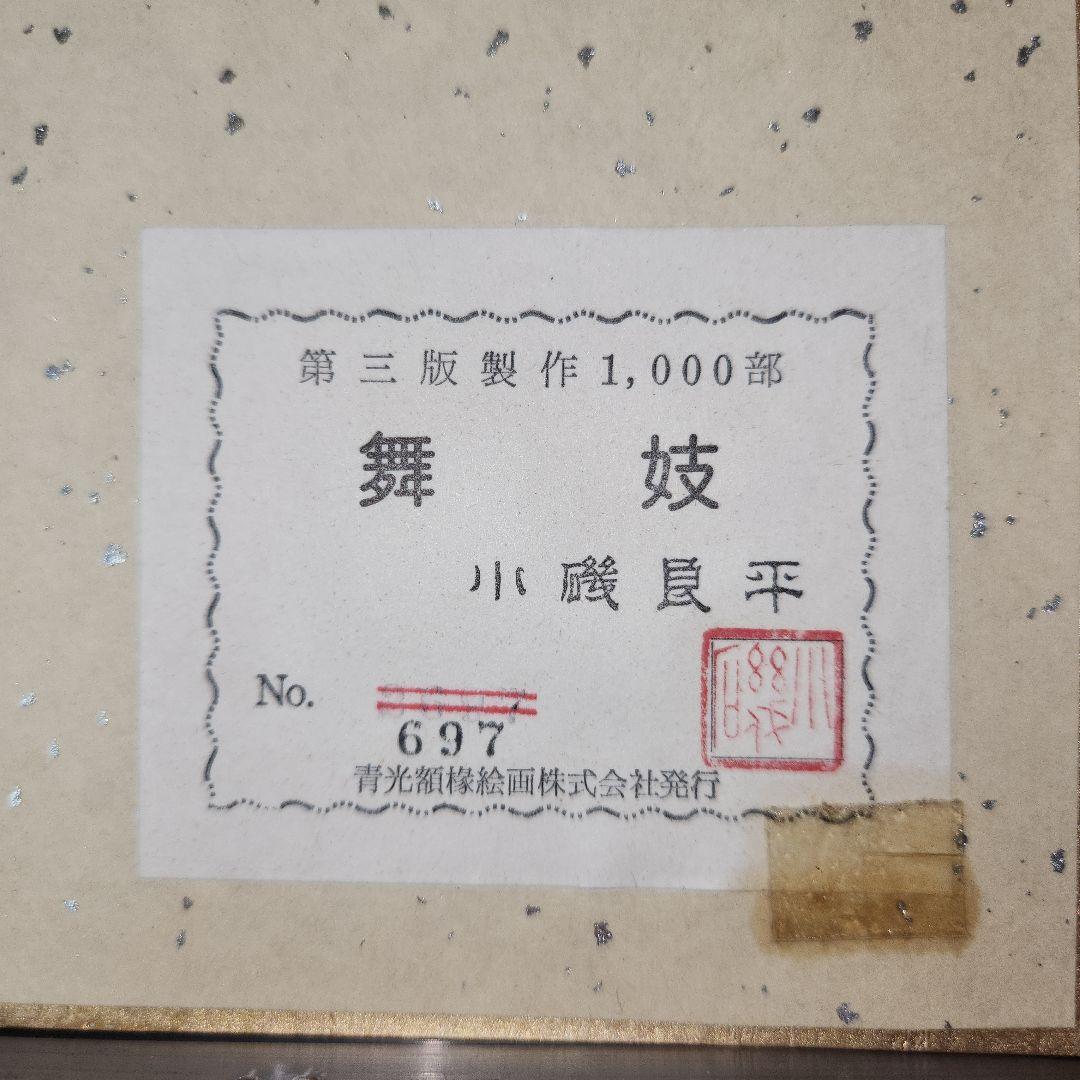 第三版製作1,000部
舞妓
小磯良平
No.
697
青光額椽絵画株式会社発行